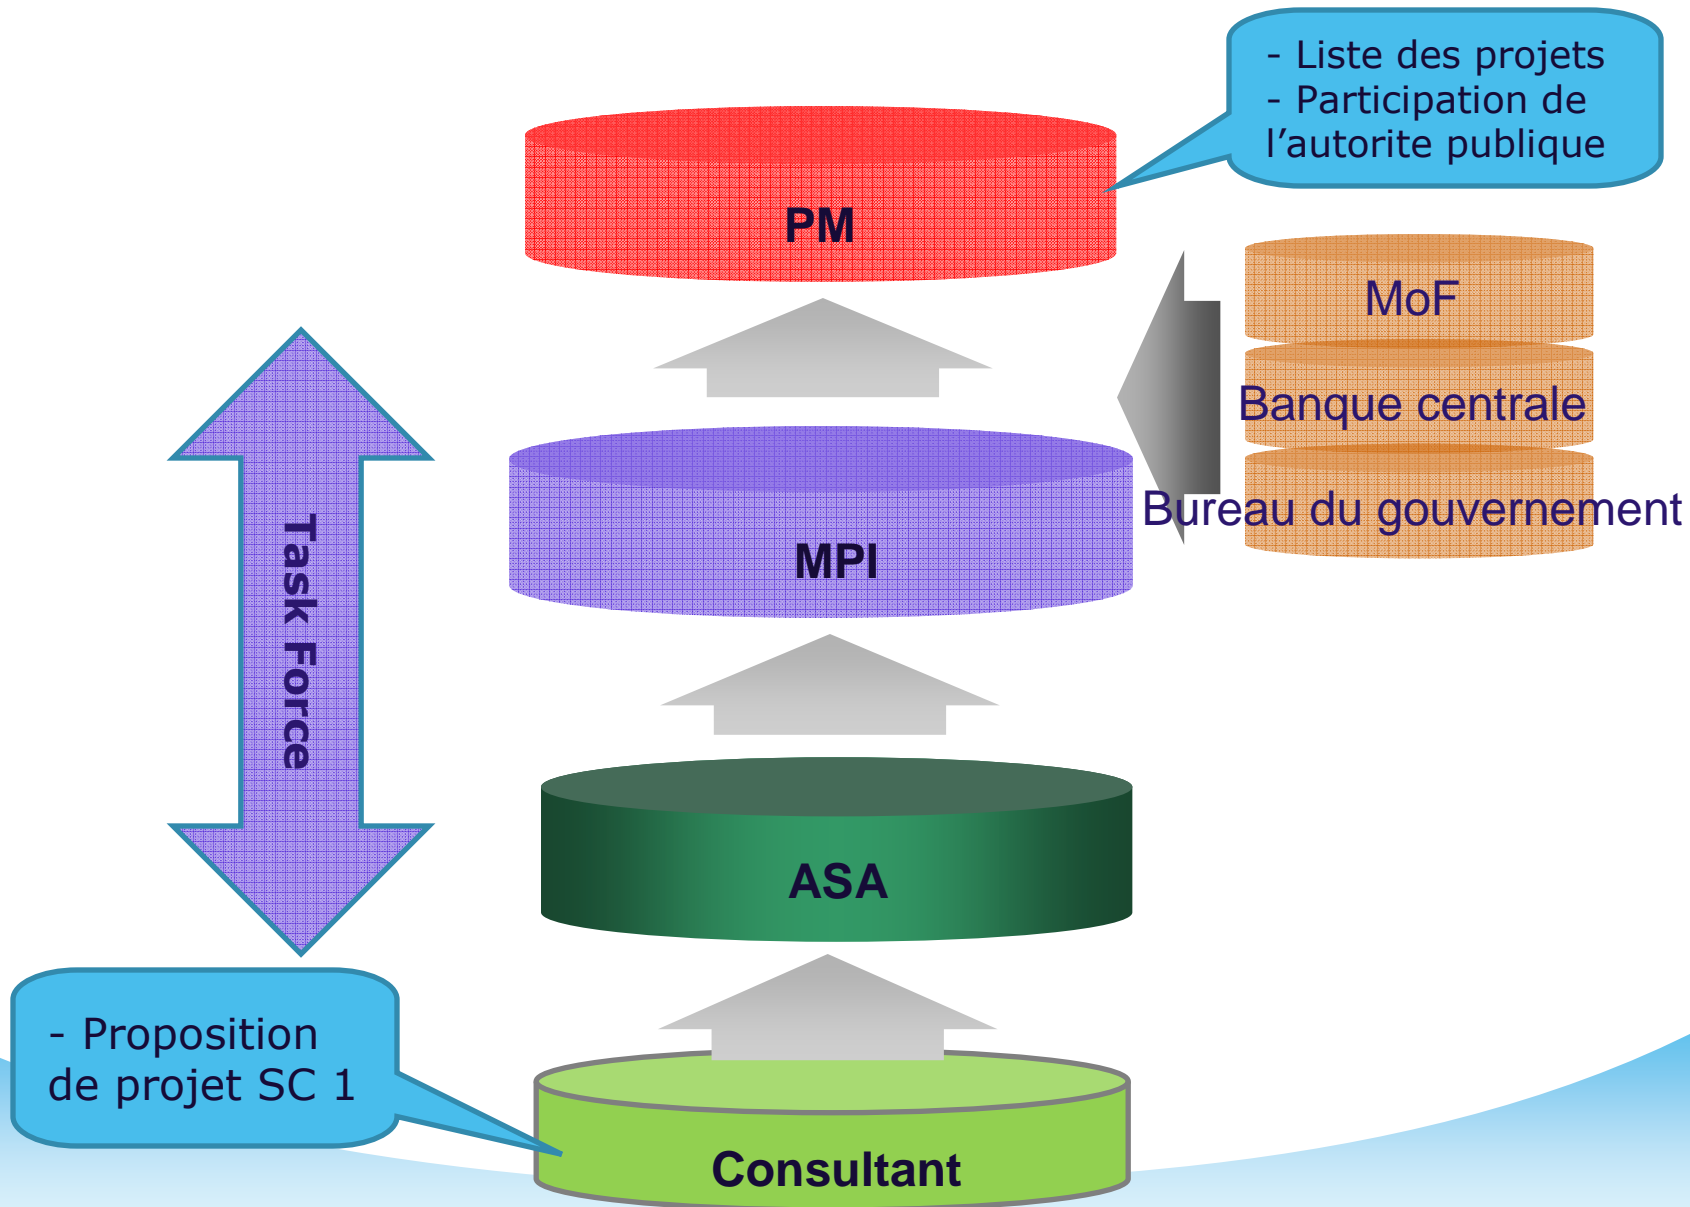 - Liste des projets
- Participation de
l’autorite publique
PM
MoF
Banque centrale
Bureau du gouvernement
MPI
Task Force
ASA
- Proposition
de projet SC 1
Consultant